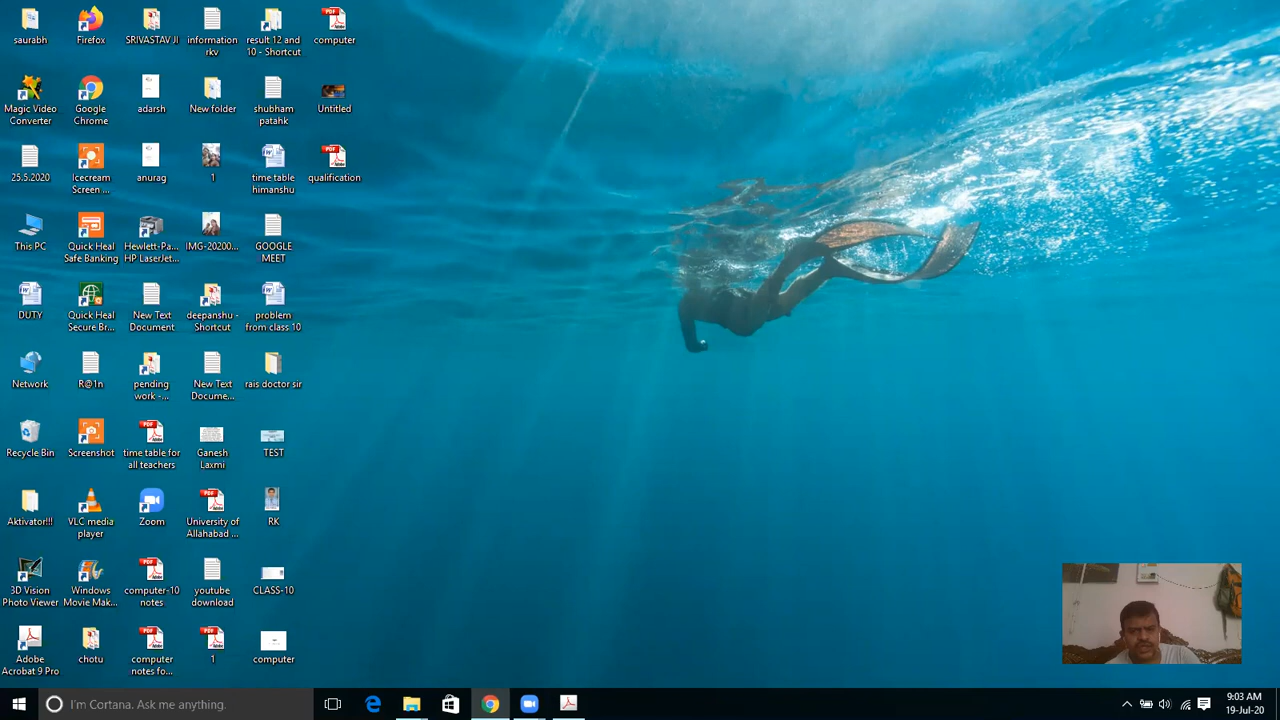 saurabh
Firefox
SRIVASTAV JI
information
rkv
result 12 and
10 - Shortcut
computer
Magic Video
Converter
Google
Chrome
adarsh
New folder
shubham
patahk
Untitled
25.5.2020
Icecream
Screen ...
anurag
1
time table
himanshu
qualification
This PC
Quick Heal
Safe Banking
Hewlett-Pa...
HP LaserJet...
IMG-20200...
GOOGLE
MEET
DUTY
Quick Heal
Secure Br...
New Text
Document
deepanshu -
Shortcut
problem
from class 10
Network
R@1n
pending
work -...
New Text
Docume...
rais doctor sir
Recycle Bin
Screenshot
time table for
all teachers
Ganesh
Laxmi
TEST
Aktivator!!!
VLC media
player
Zoom
University of
Allahabad ...
RK
3D Vision
Photo Viewer
Windows
Movie Mak...
computer-10
notes
youtube
download
CLASS-10
Adobe
Acrobat 9 Pro
chotu
computer
notes fo...
1
computer
I'm Cortana. Ask me anything.
9:03 AM
19-Jul-20